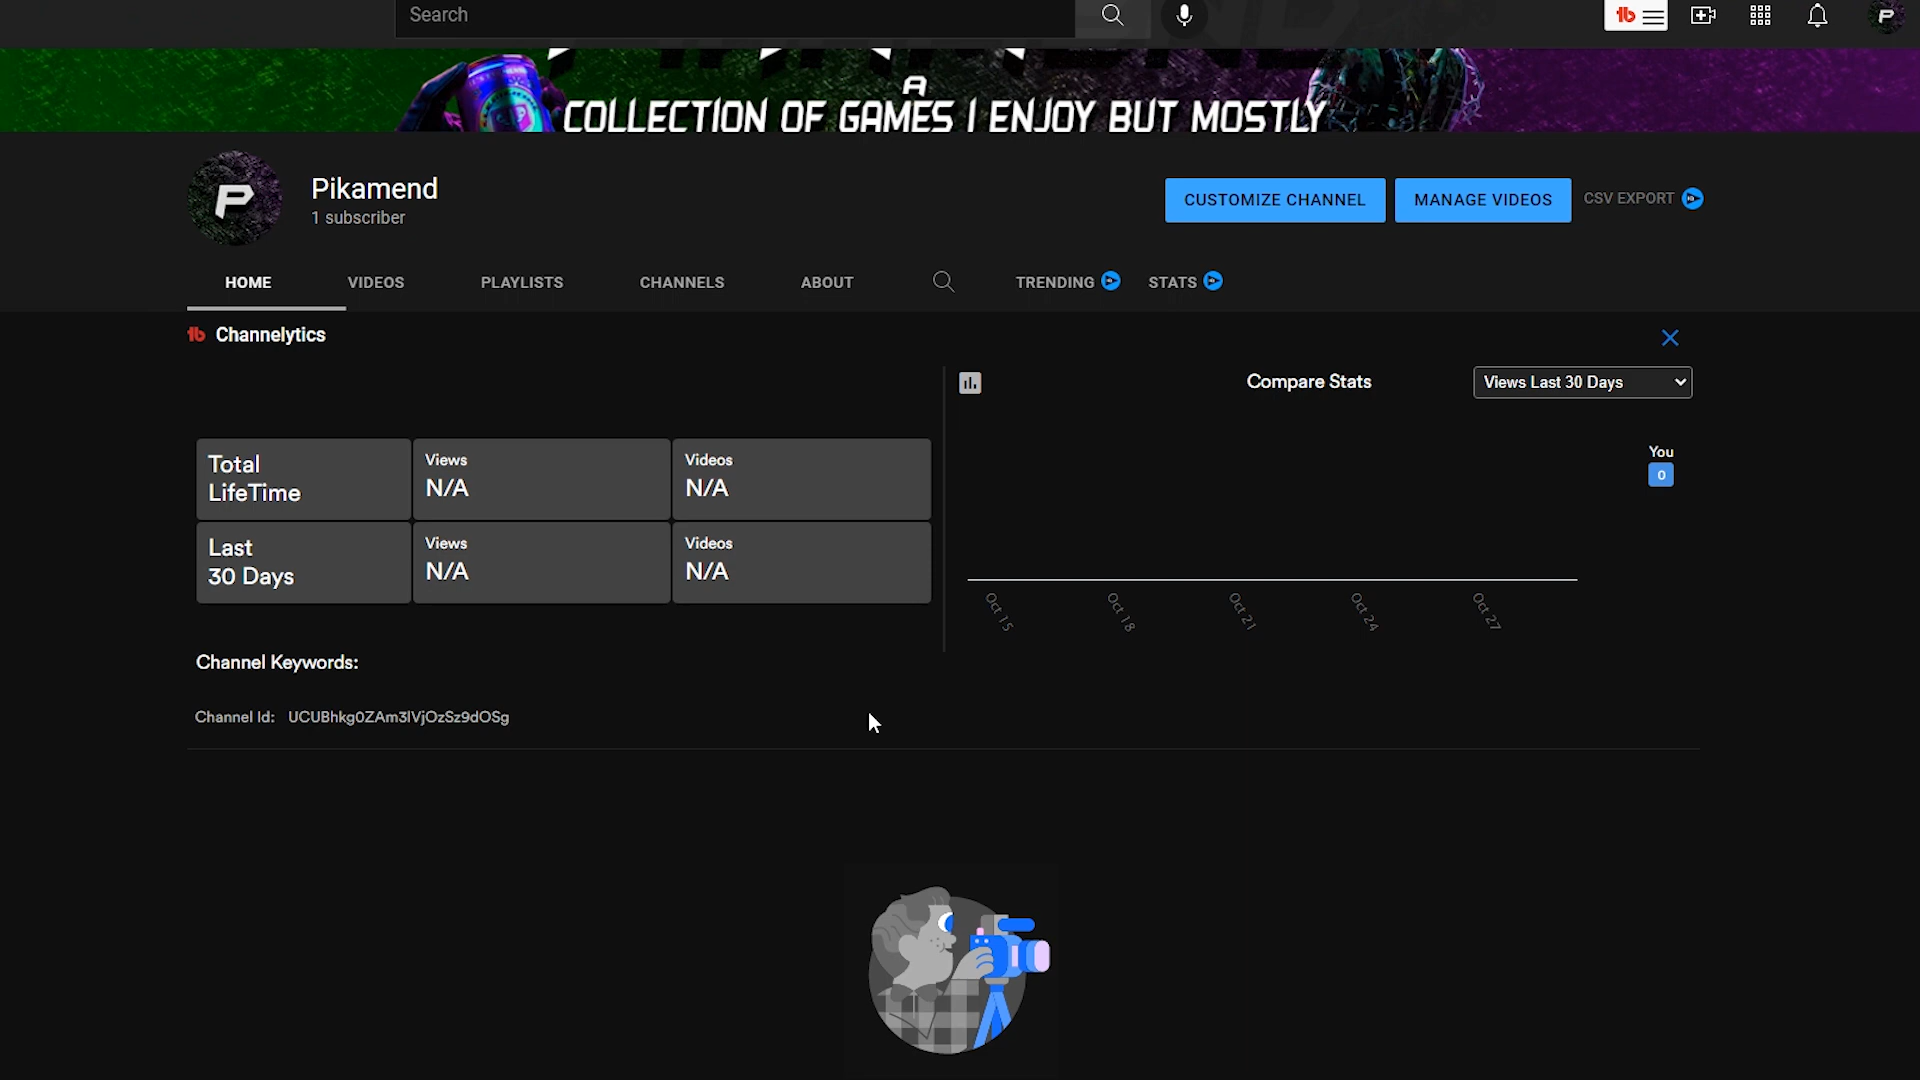 Search
A
COLLECTION OF GAMES I ENJOY BUT MOSTLY
Pikamend
1 subscriber
CUSTOMIZE CHANNEL
MANAGE VIDEOS
CSV EXPORT
HOME
VIDEOS
PLAYLISTS
CHANNELS
ABOUT
TRENDING
STATS
Channelytics
Compare Stats
Views Last 30 Days
You
0
Total
LifeTime
Views
N/A
Videos
N/A
Last
30 Days
Views
N/A
Videos
N/A
Oct 15
Oct 18
Oct 21
Oct 24
Oct 27
Channel Keywords:
Channel Id: UCUBhkg0ZAm3lVjOzSz9dOSg